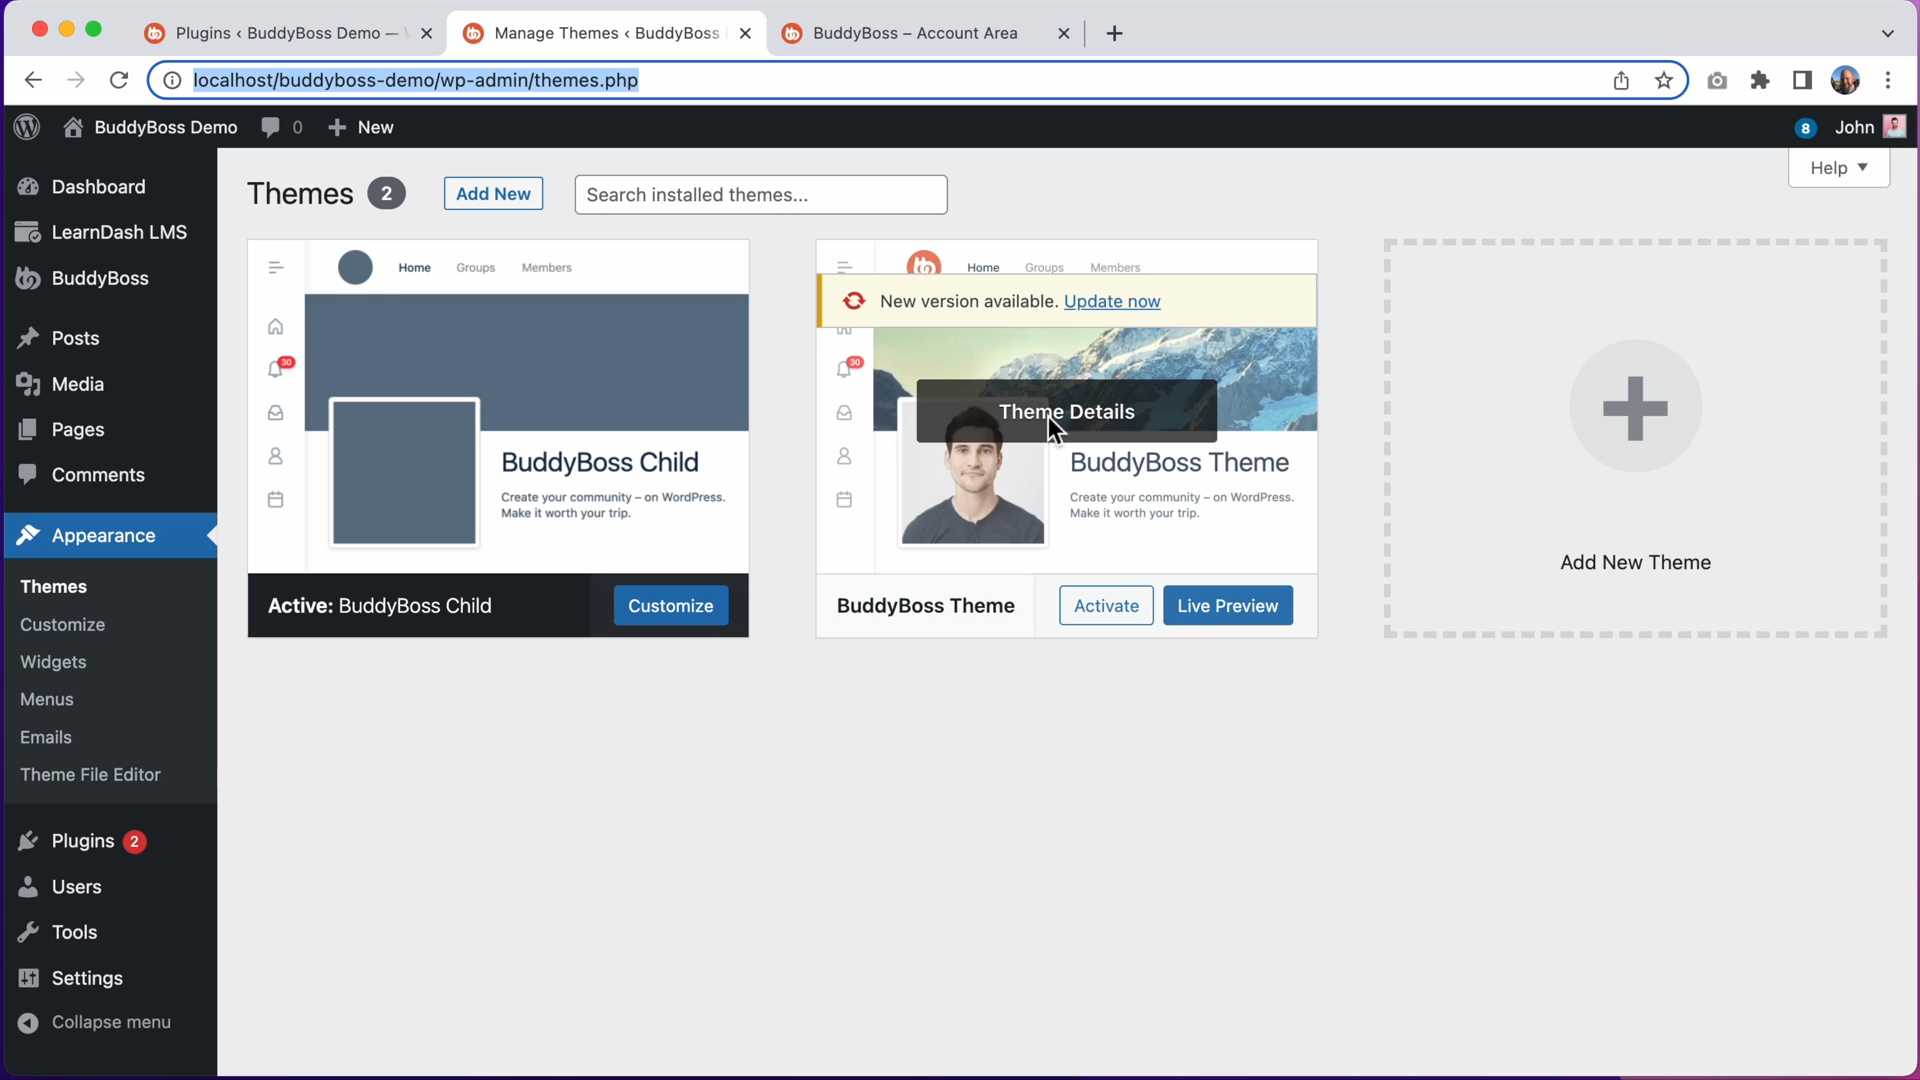 Plugins ‹ BuddyBoss Demo —
Manage Themes ‹ BuddyBoss
BuddyBoss – Account Area
localhost/buddyboss-demo/wp-admin/themes.php
BuddyBoss Demo
0
New
8
John
Dashboard
LearnDash LMS
BuddyBoss
Posts
Media
Pages
Comments
Appearance
Themes
Customize
Widgets
Menus
Emails
Theme File Editor
Plugins 2
Users
Tools
Settings
Collapse menu
Help
Themes 2
Add New
Search installed themes...
Home Groups Members
30
BuddyBoss Child
Create your community – on WordPress.
Make it worth your trip.
Active: BuddyBoss Child
Customize
Home Groups Members
New version available. Update now
30
Theme Details
BuddyBoss Theme
Create your community – on WordPress.
Make it worth your trip.
BuddyBoss Theme
Activate
Live Preview
Add New Theme